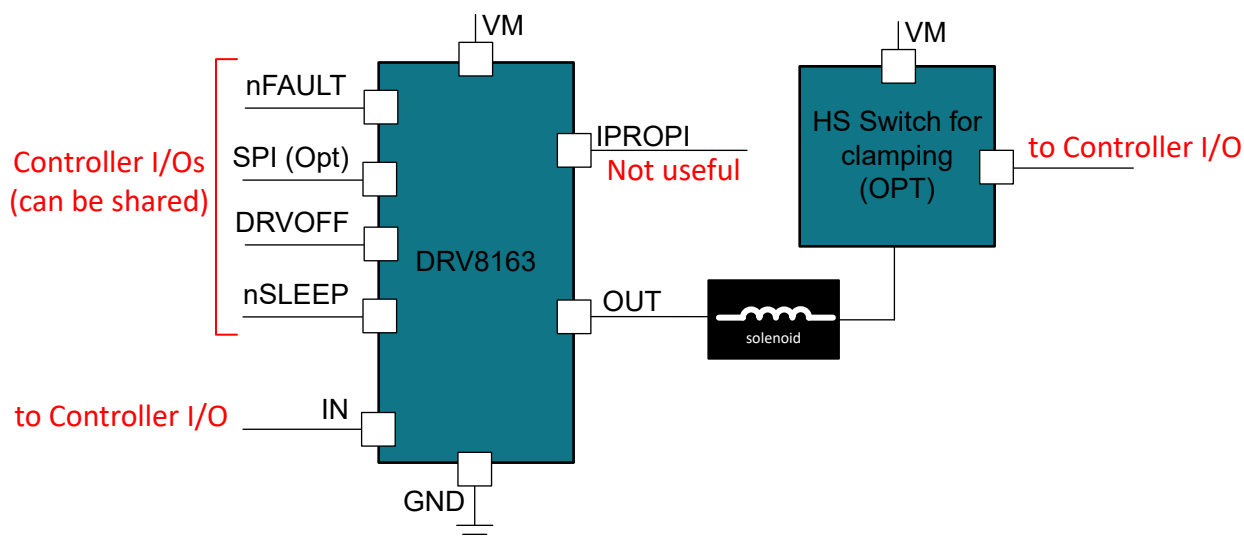 VM
nFAULT
SPI (Opt)
DRVOFF
nSLEEP
Controller I/Os
(can be shared)
to Controller I/O
IN
GND
DRV8163
IPROPI
Not useful
OUT
solenoid
VM
HS Switch for
clamping
(OPT)
to Controller I/O